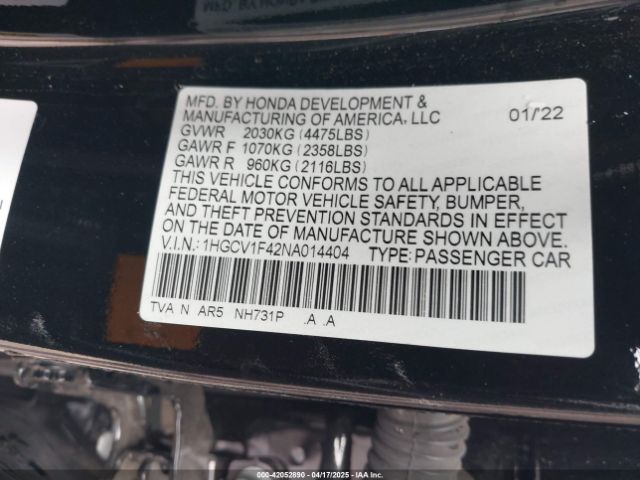 MFD. BY HONDA DEVELOPMENT &
MANUFACTURING OF AMERICA, LLC 01/'22
GVWR 2030KG (4475LBS)
GAWR F 1070KG (2358LBS)
GAWR R 960KG (2116LBS)
THIS VEHICLE CONFORMS TO ALL APPLICABLE
FEDERAL MOTOR VEHICLE SAFETY, BUMPER,
AND THEFT PREVENTION STANDARDS IN EFFECT
ON THE DATE OF MANUFACTURE SHOWN ABOVE.
V.I.N.: 1HGCV1F42NA014404 TYPE: PASSENGER CAR
TVA N AR5 NH731P .A .A
000-42052890 - 04/17/2025 - IAA Inc.